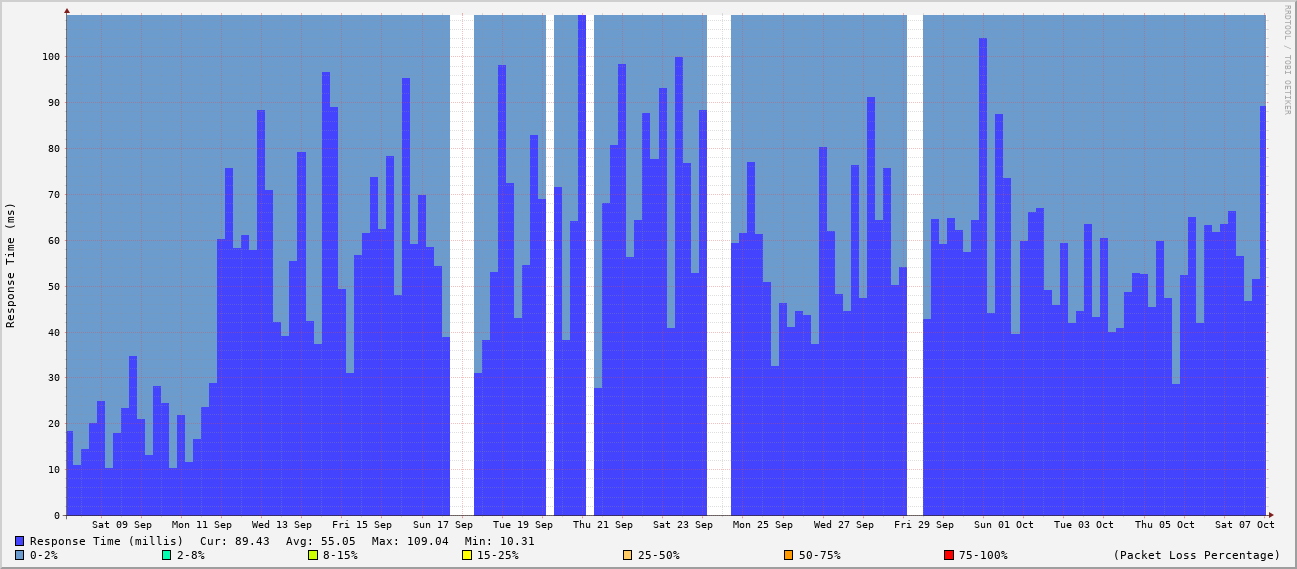 RRDTOOL / TOBI OETIKER
Response Time (ms)
100
90
80
70
60
50
40
30
20
10
0
Sat 09 Sep Mon 11 Sep Wed 13 Sep Fri 15 Sep Sun 17 Sep Tue 19 Sep Thu 21 Sep Sat 23 Sep Mon 25 Sep Wed 27 Sep Fri 29 Sep Sun 01 Oct Tue 03 Oct Thu 05 Oct Sat 07 Oct
Response Time (millis) Cur: 89.43 Avg: 55.05 Max: 109.04 Min: 10.31
0-2% 2-8% 8-15% 15-25% 25-50% 50-75% 75-100% (Packet Loss Percentage)